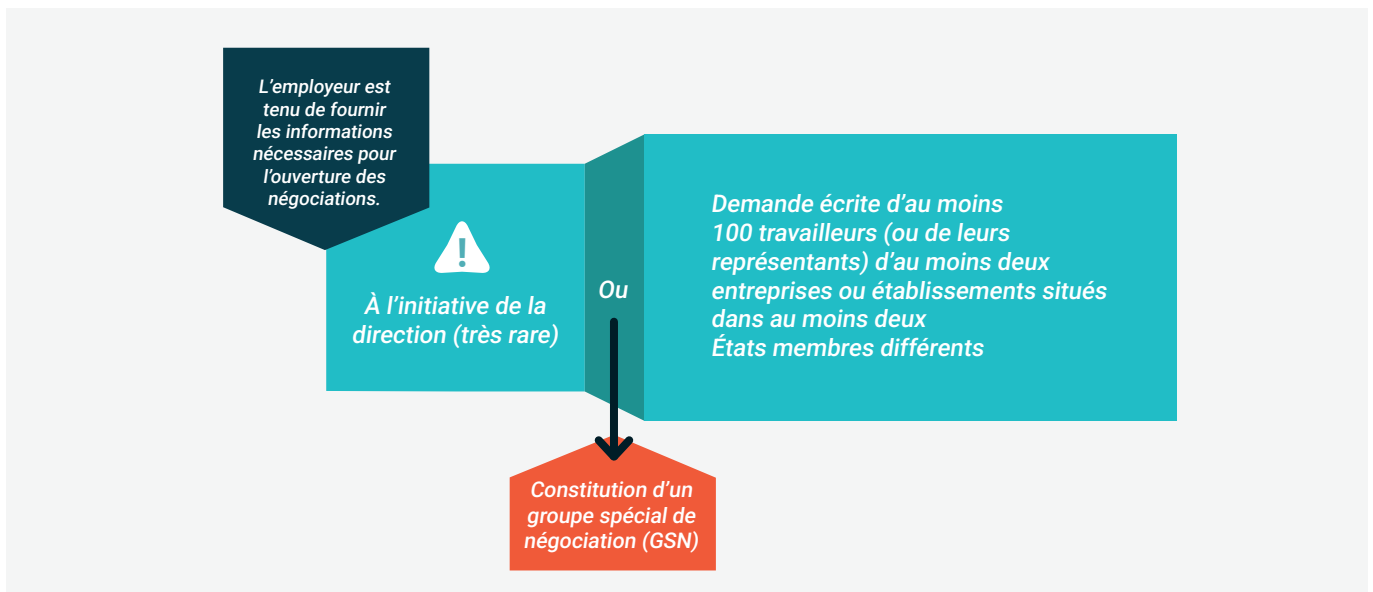 L'employeur est
tenu de fournir
les informations
nécessaires pour
l'ouverture des
négociations.
!
À l'initiative de la
direction (très rare)
Ou
Demande écrite d'au moins
100 travailleurs (ou de leurs
représentants) d'au moins deux
entreprises ou établissements situés
dans au moins deux
États membres différents
Constitution d'un
groupe spécial de
négociation (GSN)